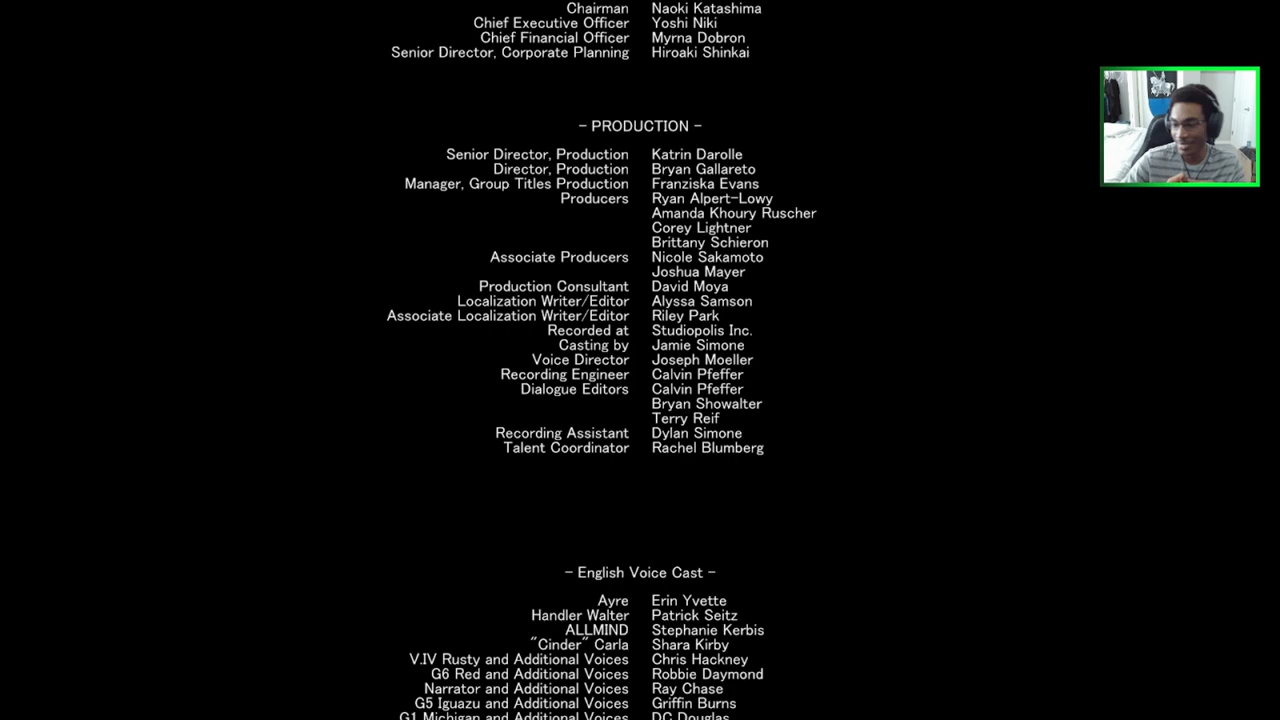 Chairman Naoki Katashima
Chief Executive Officer Yoshi Niki
Chief Financial Officer Myrna Dobron
Senior Director, Corporate Planning Hiroaki Shinkai
- PRODUCTION -
Senior Director, Production Katrin Darolle
Director, Production Bryan Gallareto
Manager, Group Titles Production Franziska Evans
Producers Ryan Alpert-Lowy
Amanda Khoury Ruscher
Corey Lightner
Brittany Schieron
Associate Producers Nicole Sakamoto
Joshua Mayer
Production Consultant David Moya
Localization Writer/Editor Alyssa Samson
Associate Localization Writer/Editor Riley Park
Recorded at Studiopolis Inc.
Casting by Jamie Simone
Voice Director Joseph Moeller
Recording Engineer Calvin Pfeffer
Dialogue Editors Calvin Pfeffer
Bryan Showalter
Terry Reif
Recording Assistant Dylan Simone
Talent Coordinator Rachel Blumberg
- English Voice Cast -
Ayre Erin Yvette
Handler Walter Patrick Seitz
ALLMIND Stephanie Kerbis
"Cinder" Carla Shara Kirby
V.IV Rusty and Additional Voices Chris Hackney
G6 Red and Additional Voices Robbie Daymond
Narrator and Additional Voices Ray Chase
G5 Iguazu and Additional Voices Griffin Burns
G1 Michigan and Additional Voices DC Douglas